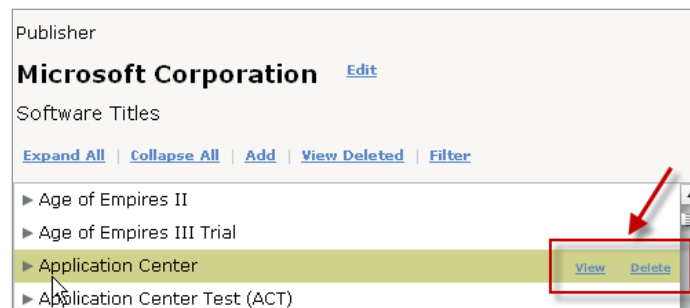 Publisher
Microsoft Corporation Edit
Software Titles
Expand All | Collapse All | Add | View Deleted | Filter
Age of Empires II
Age of Empires III Trial
Application Center View | Delete
Application Center Test (ACT)